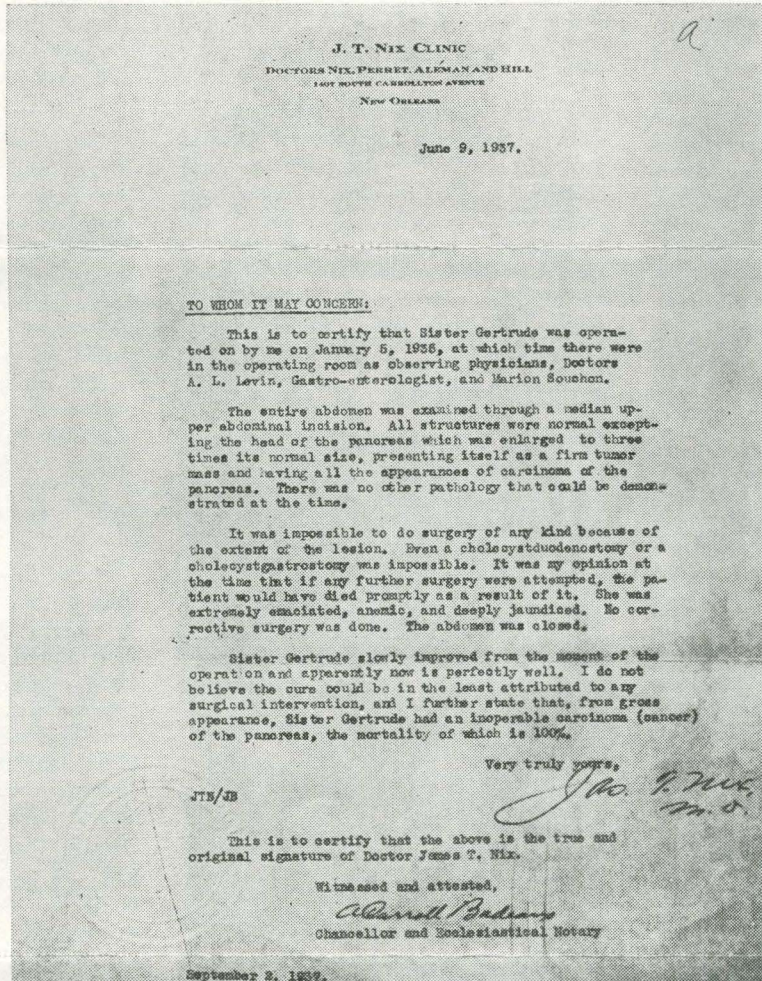 a
J. T. NIX CLINIC
DOCTORS NIX, PERRET, ALEMAN AND HILL
1407 SOUTH CARROLLTON AVENUE
NEW ORLEANS
June 9, 1937.
TO WHOM IT MAY CONCERN:
This is to certify that Sister Gertrude was opera-
ted on by me on January 5, 1935, at which time there were
in the operating room as observing physicians, Doctors
A. L. Levin, Gastro-enterologist, and Marion Souchon.
The entire abdomen was examined through a median up-
per abdominal incision. All structures were normal except-
ing the head of the pancreas which was enlarged to three
times its normal size, presenting itself as a firm tumor
mass and having all the appearances of carcinoma of the
pancreas. There was no other pathology that could be demon-
strated at the time.
It was impossible to do surgery of any kind because of
the extent of the lesion. Even a cholecystduodenostomy or a
cholecystgastrostomy was impossible. It was my opinion at
the time that if any further surgery were attempted, the pa-
tient would have died promptly as a result of it. She was
extremely emaciated, anemic, and deeply jaundiced. No cor-
rective surgery was done. The abdomen was closed.
Sister Gertrude slowly improved from the moment of the
operation and apparently now is perfectly well. I do not
believe the cure could be in the least attributed to any
surgical intervention, and I further state that, from gross
appearance, Sister Gertrude had an inoperable carcinoma (cancer)
of the pancreas, the mortality of which is 100%.
Very truly yours,
Jas. T. Nix,
M.D.
JTN/JB
This is to certify that the above is the true and
original signature of Doctor James T. Nix.
Witnessed and attested,
A Carroll Badeaux
Chancellor and Ecclesiastical Notary
September 2, 1937.